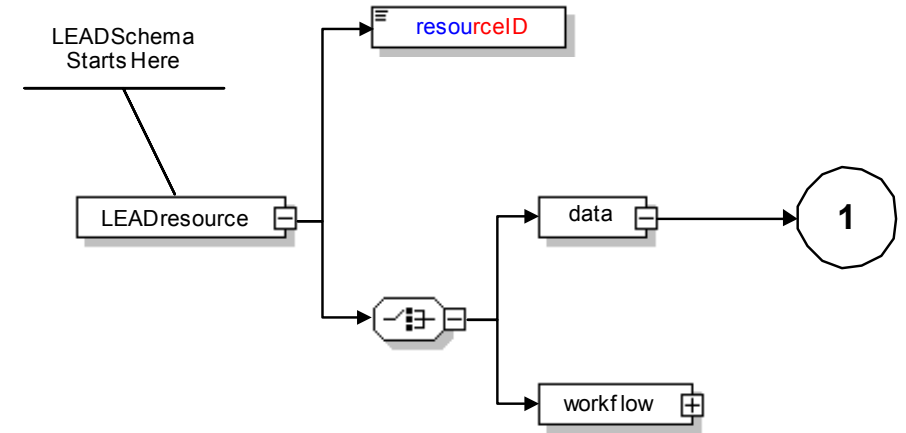 LEADSchema
Starts Here
resourceID
LEADresource
data
1
workflow